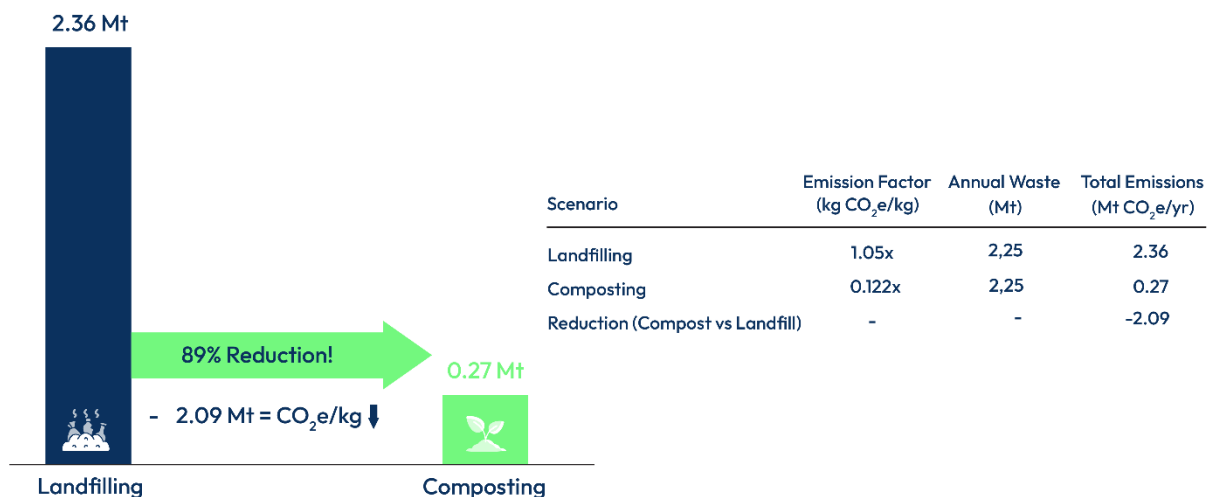 2.36 Mt
89% Reduction!
0.27 Mt
- 2.09 Mt = CO₂e/kg ⬇
Landfilling
Composting
Scenario Emission Factor (kg CO₂e/kg) Annual Waste (Mt) Total Emissions (Mt CO₂e/yr)
Landfilling 1.05x 2,25 2.36
Composting 0.122x 2,25 0.27
Reduction (Compost vs Landfill) - - -2.09